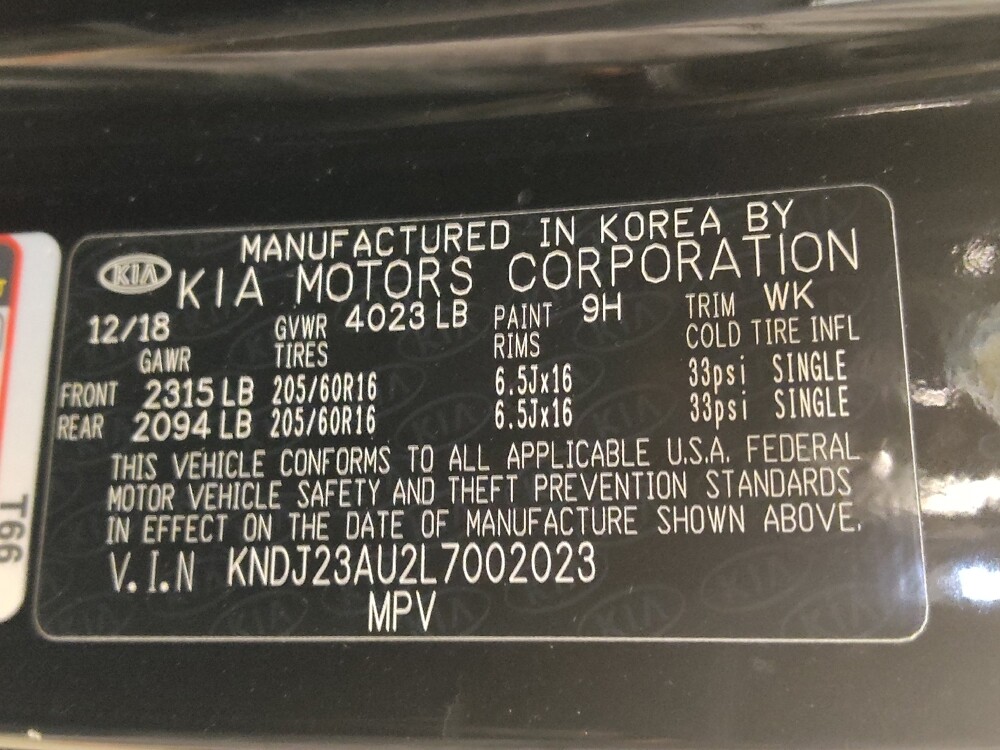 MANUFACTURED IN KOREA BY
KIA KIA MOTORS CORPORATION
12/18 GVWR 4023 LB PAINT 9H TRIM WK
GAWR TIRES RIMS COLD TIRE INFL
FRONT 2315 LB 205/60R16 6.5Jx16 33psi SINGLE
REAR 2094 LB 205/60R16 6.5Jx16 33psi SINGLE
THIS VEHICLE CONFORMS TO ALL APPLICABLE U.S.A. FEDERAL
MOTOR VEHICLE SAFETY AND THEFT PREVENTION STANDARDS
IN EFFECT ON THE DATE OF MANUFACTURE SHOWN ABOVE.
V.I.N KNDJ23AU2L7002023
MPV
T66